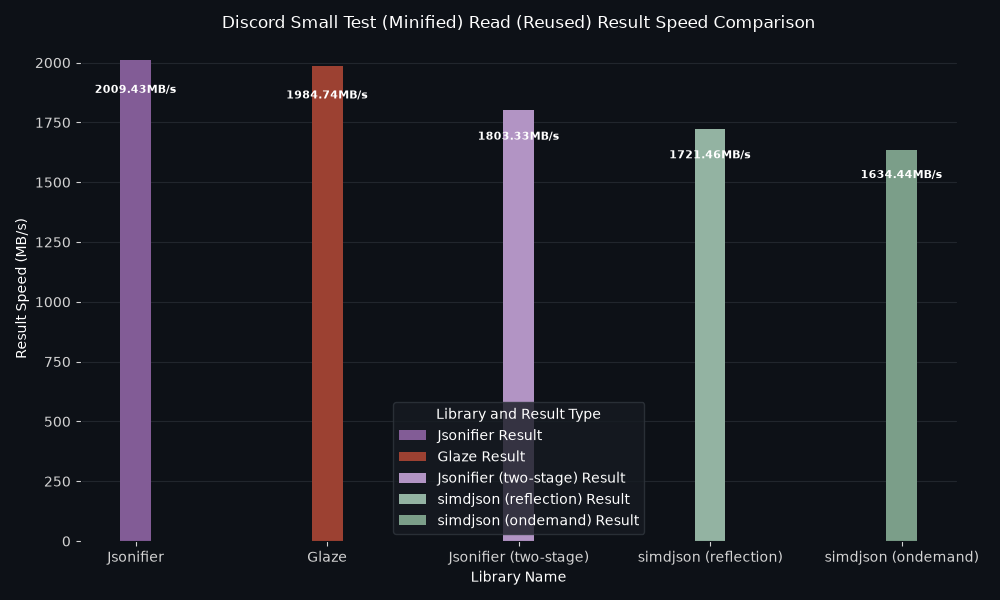 Discord Small Test (Minified) Read (Reused) Result Speed Comparison
Result Speed (MB/s)
2000
1750
1500
1250
1000
750
500
250
0
2009.43MB/s
1984.74MB/s
1803.33MB/s
1721.46MB/s
1634.44MB/s
Library and Result Type
Jsonifier Result
Glaze Result
Jsonifier (two-stage) Result
simdjson (reflection) Result
simdjson (ondemand) Result
Jsonifier
Glaze
Jsonifier (two-stage)
simdjson (reflection)
simdjson (ondemand)
Library Name